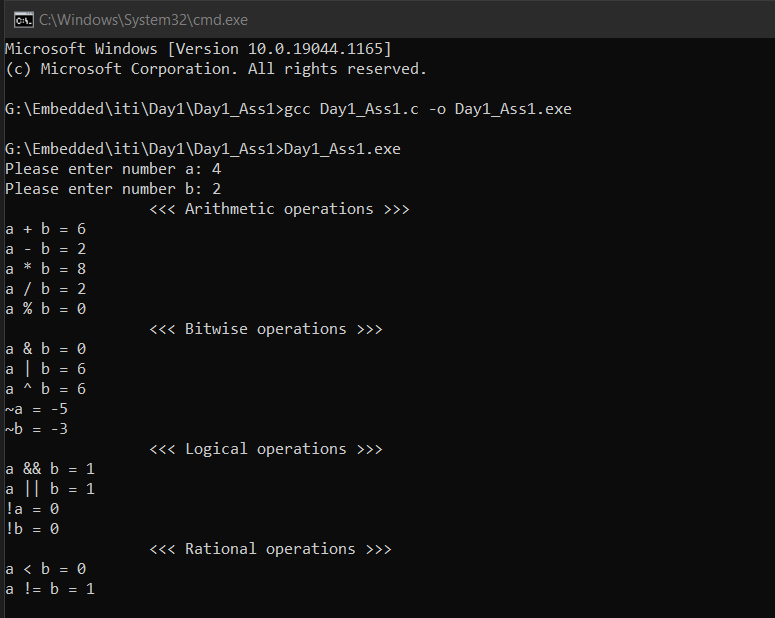 C:\Windows\System32\cmd.exe
Microsoft Windows [Version 10.0.19044.1165]
(c) Microsoft Corporation. All rights reserved.
G:\Embedded\iti\Day1\Day1_Ass1>gcc Day1_Ass1.c -o Day1_Ass1.exe
G:\Embedded\iti\Day1\Day1_Ass1>Day1_Ass1.exe
Please enter number a: 4
Please enter number b: 2
<<< Arithmetic operations >>>
a + b = 6
a - b = 2
a * b = 8
a / b = 2
a % b = 0
<<< Bitwise operations >>>
a & b = 0
a | b = 6
a ^ b = 6
~a = -5
~b = -3
<<< Logical operations >>>
a && b = 1
a || b = 1
!a = 0
!b = 0
<<< Rational operations >>>
a < b = 0
a != b = 1